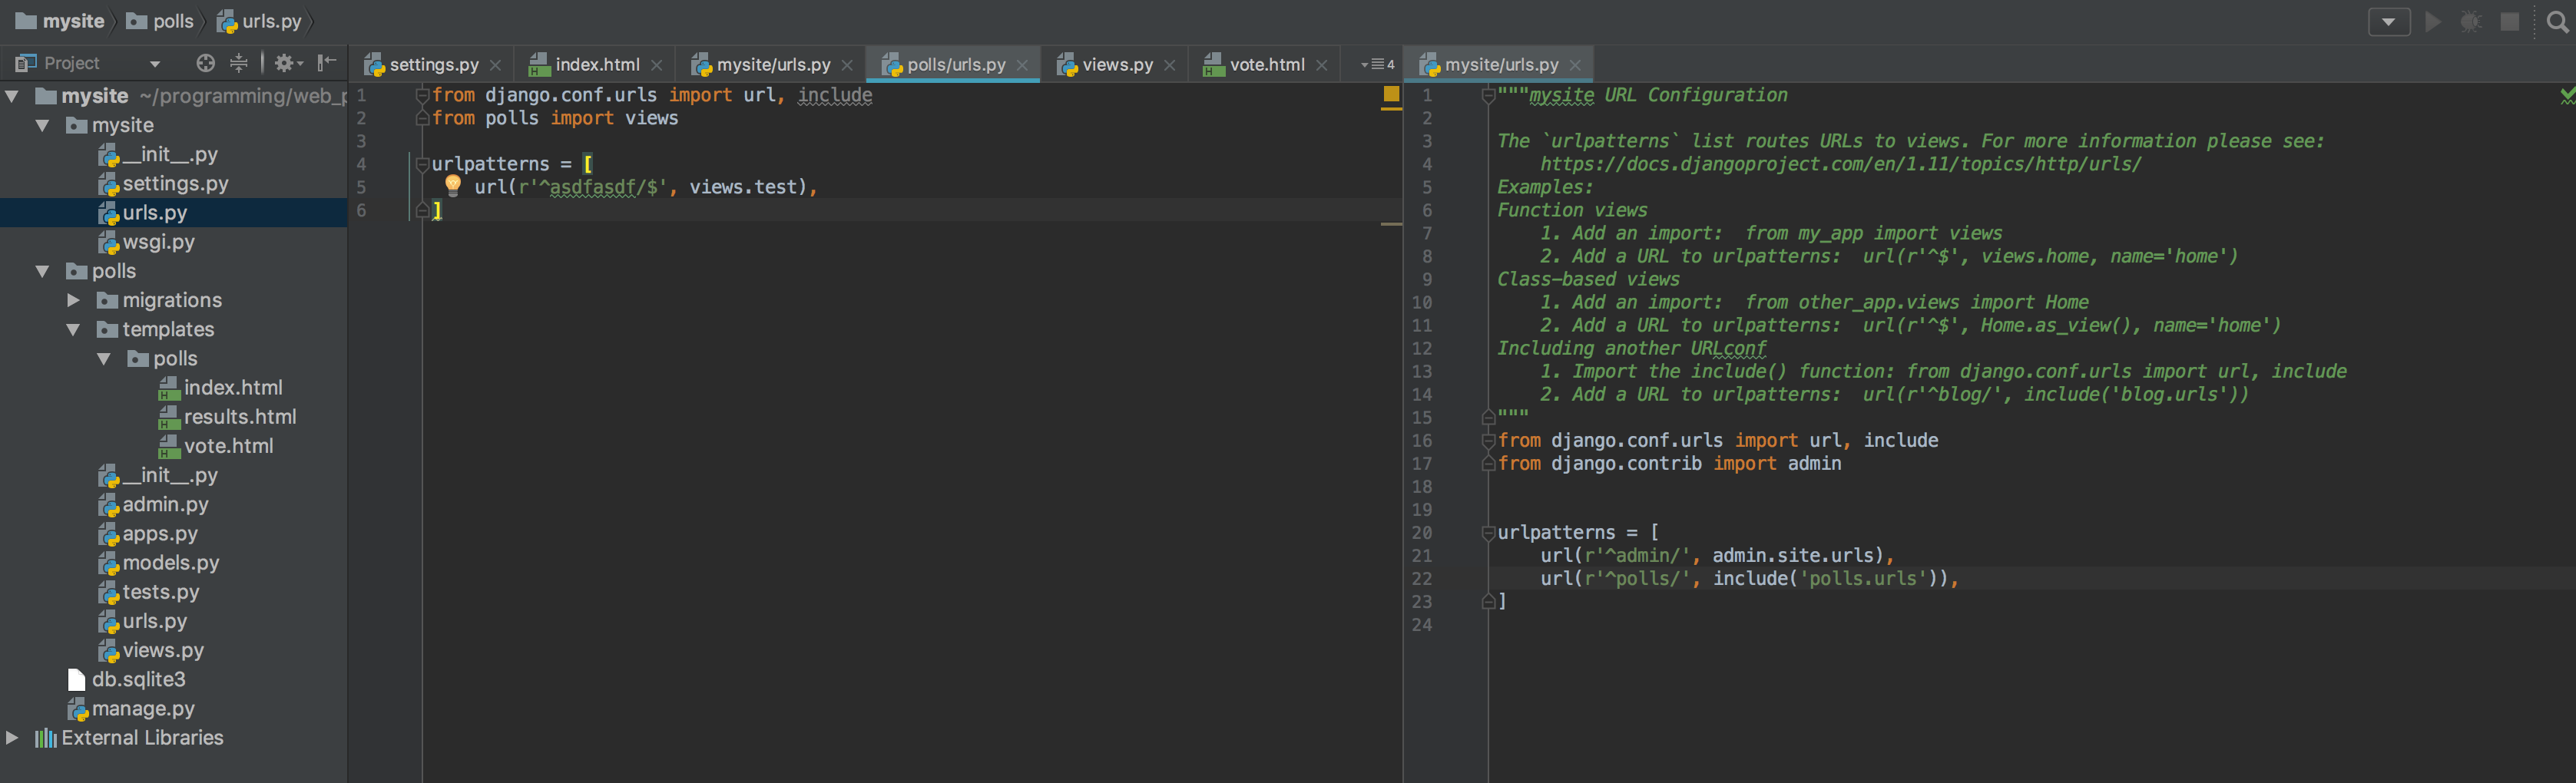 mysite polls urls.py
Project
mysite ~/programming/web_p
mysite
__init__.py
settings.py
urls.py
wsgi.py
polls
migrations
templates
polls
index.html
results.html
vote.html
__init__.py
admin.py
apps.py
models.py
tests.py
urls.py
views.py
db.sqlite3
manage.py
External Libraries
settings.py index.html mysite/urls.py polls/urls.py views.py vote.html 4
1 from django.conf.urls import url, include
2 from polls import views
3
4 urlpatterns = [
5 url(r'^asdfasdf/$', views.test),
6 ]
mysite/urls.py
1 """mysite URL Configuration
2
3 The `urlpatterns` list routes URLs to views. For more information please see:
4 https://docs.djangoproject.com/en/1.11/topics/http/urls/
5 Examples:
6 Function views
7 1. Add an import:  from my_app import views
8 2. Add a URL to urlpatterns:  url(r'^$', views.home, name='home')
9 Class-based views
10 1. Add an import:  from other_app.views import Home
11 2. Add a URL to urlpatterns:  url(r'^$', Home.as_view(), name='home')
12 Including another URLconf
13 1. Import the include() function: from django.conf.urls import url, include
14 2. Add a URL to urlpatterns:  url(r'^blog/', include('blog.urls'))
15 """
16 from django.conf.urls import url, include
17 from django.contrib import admin
18
19
20 urlpatterns = [
21 url(r'^admin/', admin.site.urls),
22 url(r'^polls/', include('polls.urls')),
23 ]
24